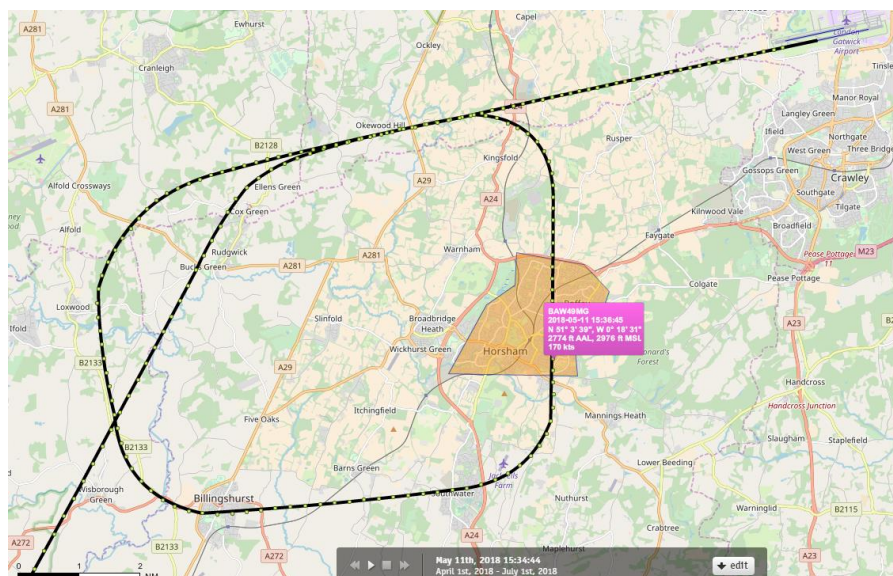 A281
Ewhurst
Capel
Ockley
London
Gatwick
Airport
Cranleigh
Tinsley
Manor Royal
A281
A24
Langley Green
Okewood Hill
Rusper
Ifield
Northgate
B2128
West Green
Three Bridges
Kingsfold
Gossops Green
Alfold Crossways
Ellens Green
A29
Crawley
Southgate
Cox Green
A24
Tilgate
Kilnwood Vale
Alfold
Broadfield
Rudgwick
Warnham
Faygate
M23
Bucks Green
A281
A281
Pease Pottage
11
Pease Pottage
Colgate
Loxwood
Slinfold
Broadbridge
Heath
BAW49MG
2018-05-11 15:36:45
N 51° 3' 39", W 0° 18' 31"
2774 ft AAL, 2976 ft MSL
170 kts
A23
Wickhurst Green
Horsham
B2133
A29
Handcross
Itchingfield
Handcross Junction
Five Oaks
Mannings Heath
Slaugham
Staplefield
B2133
Barns Green
Lower Beeding
Wisborough
Green
Billingshurst
Southwater
Nuthurst
Warninglid
B2115
A24
Crabtree
A272
B2133
A272
Maplehurst
A23
0
1
2
NM
May 11th, 2018 15:34:44
April 1st, 2018 - July 1st, 2018
edit